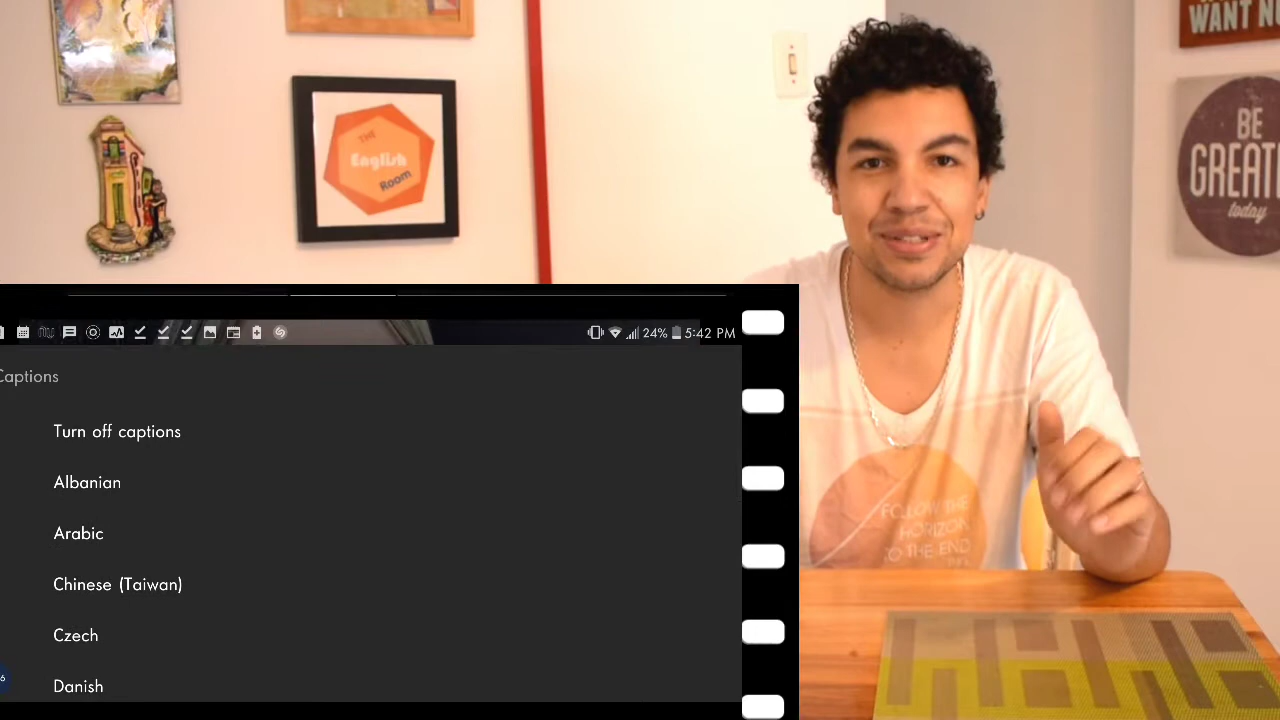 WANT
THE
English
Room
BE
GREAT
today
24% 5:42 PM
Captions
Turn off captions
Albanian
Arabic
Chinese (Taiwan)
Czech
Danish
6
FOLLOW THE
HORIZON
TO THE END